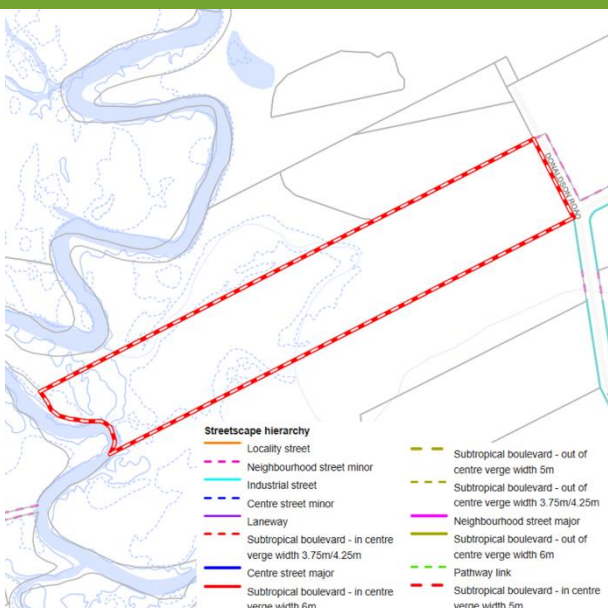 DONALDSON ROAD
Streetscape hierarchy
Locality street
Neighbourhood street minor
Industrial street
Centre street minor
Laneway
Subtropical boulevard - in centre
verge width 3.75m/4.25m
Centre street major
Subtropical boulevard - in centre
verge width 6m
Subtropical boulevard - out of
centre verge width 5m
Subtropical boulevard - out of
centre verge width 3.75m/4.25m
Neighbourhood street major
Subtropical boulevard - out of
centre verge width 6m
Pathway link
Subtropical boulevard - in centre
verge width 5m